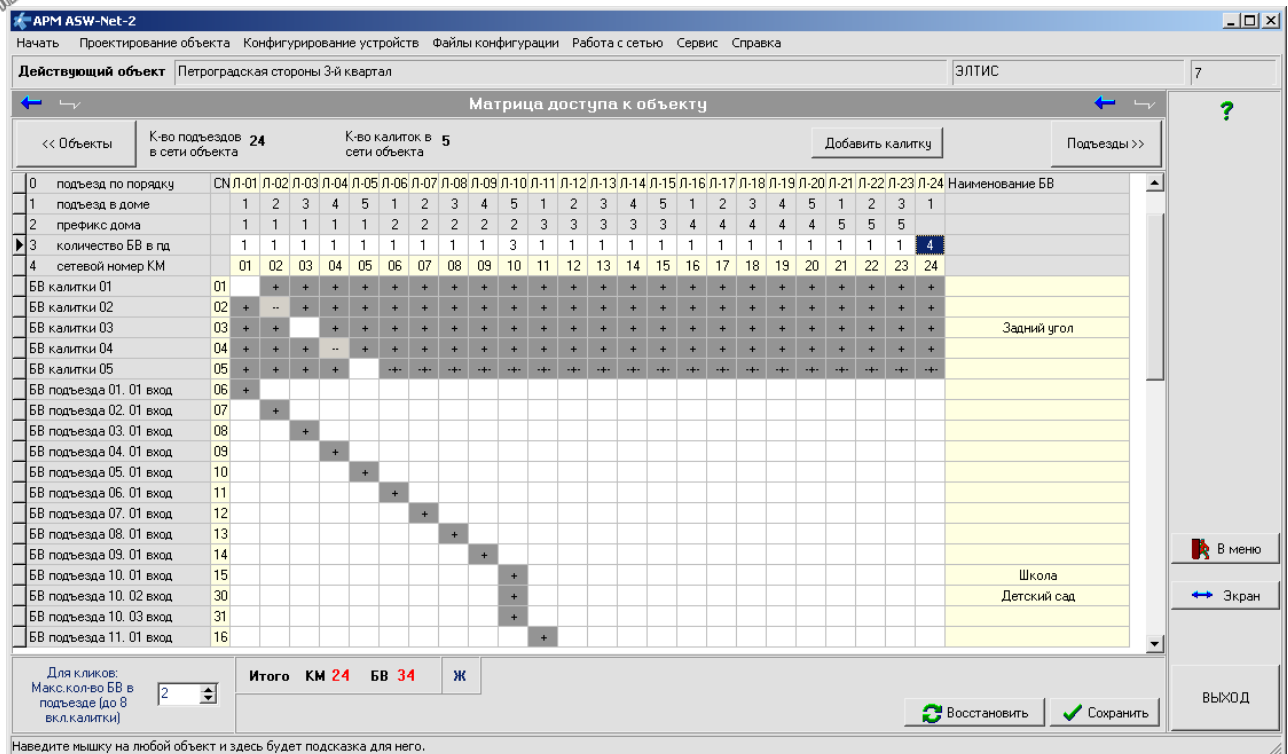 АРМ ASW-Net-2
Начать Проектирование объекта Конфигурирование устройств Файлы конфигурации Работа с сетью Сервис Справка
Действующий объект Петроградская стороны 3-й квартал ЭЛТИС 7
Матрица доступа к объекту
<< Объекты К-во подъездов в сети объекта 24 К-во калиток в сети объекта 5 Добавить калитку Подъезды >>
0 подъезд по порядку CN Л-01 Л-02 Л-03 Л-04 Л-05 Л-06 Л-07 Л-08 Л-09 Л-10 Л-11 Л-12 Л-13 Л-14 Л-15 Л-16 Л-17 Л-18 Л-19 Л-20 Л-21 Л-22 Л-23 Л-24 Наименование БВ
1 подъезд в доме 1 2 3 4 5 1 2 3 4 5 1 2 3 4 5 1 2 3 4 5 1 2 3 1
2 префикс дома 1 1 1 1 1 2 2 2 2 2 3 3 3 3 3 4 4 4 4 4 5 5 5
3 количество БВ в пд 1 1 1 1 1 1 1 1 1 3 1 1 1 1 1 1 1 1 1 1 1 1 1 4
4 сетевой номер КМ 01 02 03 04 05 06 07 08 09 10 11 12 13 14 15 16 17 18 19 20 21 22 23 24
БВ калитки 01 01 + + + + + + + + + + + + + + + + + + + + + + +
БВ калитки 02 02 + -- + + + + + + + + + + + + + + + + + + + + + +
БВ калитки 03 03 + + + + + + + + + + + + + + + + + + + + + + + Задний угол
БВ калитки 04 04 + + + -- + + + + + + + + + + + + + + + + + + + +
БВ калитки 05 05 + + + + -+- -+- -+- -+- -+- -+- -+- -+- -+- -+- -+- -+- -+- -+- -+- -+- -+- -+- -+-
БВ подъезда 01. 01 вход 06 +
БВ подъезда 02. 01 вход 07 +
БВ подъезда 03. 01 вход 08 +
БВ подъезда 04. 01 вход 09 +
БВ подъезда 05. 01 вход 10 +
БВ подъезда 06. 01 вход 11 +
БВ подъезда 07. 01 вход 12 +
БВ подъезда 08. 01 вход 13 +
БВ подъезда 09. 01 вход 14 +
БВ подъезда 10. 01 вход 15 + Школа
БВ подъезда 10. 02 вход 30 + Детский сад
БВ подъезда 10. 03 вход 31 +
БВ подъезда 11. 01 вход 16 +
? 
В меню
Экран
ВЫХОД
Для кликов:
Макс.кол-во БВ в
подъезде (до 8
вкл.калитки)
2
Итого КМ 24 БВ 34 Ж
Восстановить Сохранить
Наведите мышку на любой объект и здесь будет подсказка для него.